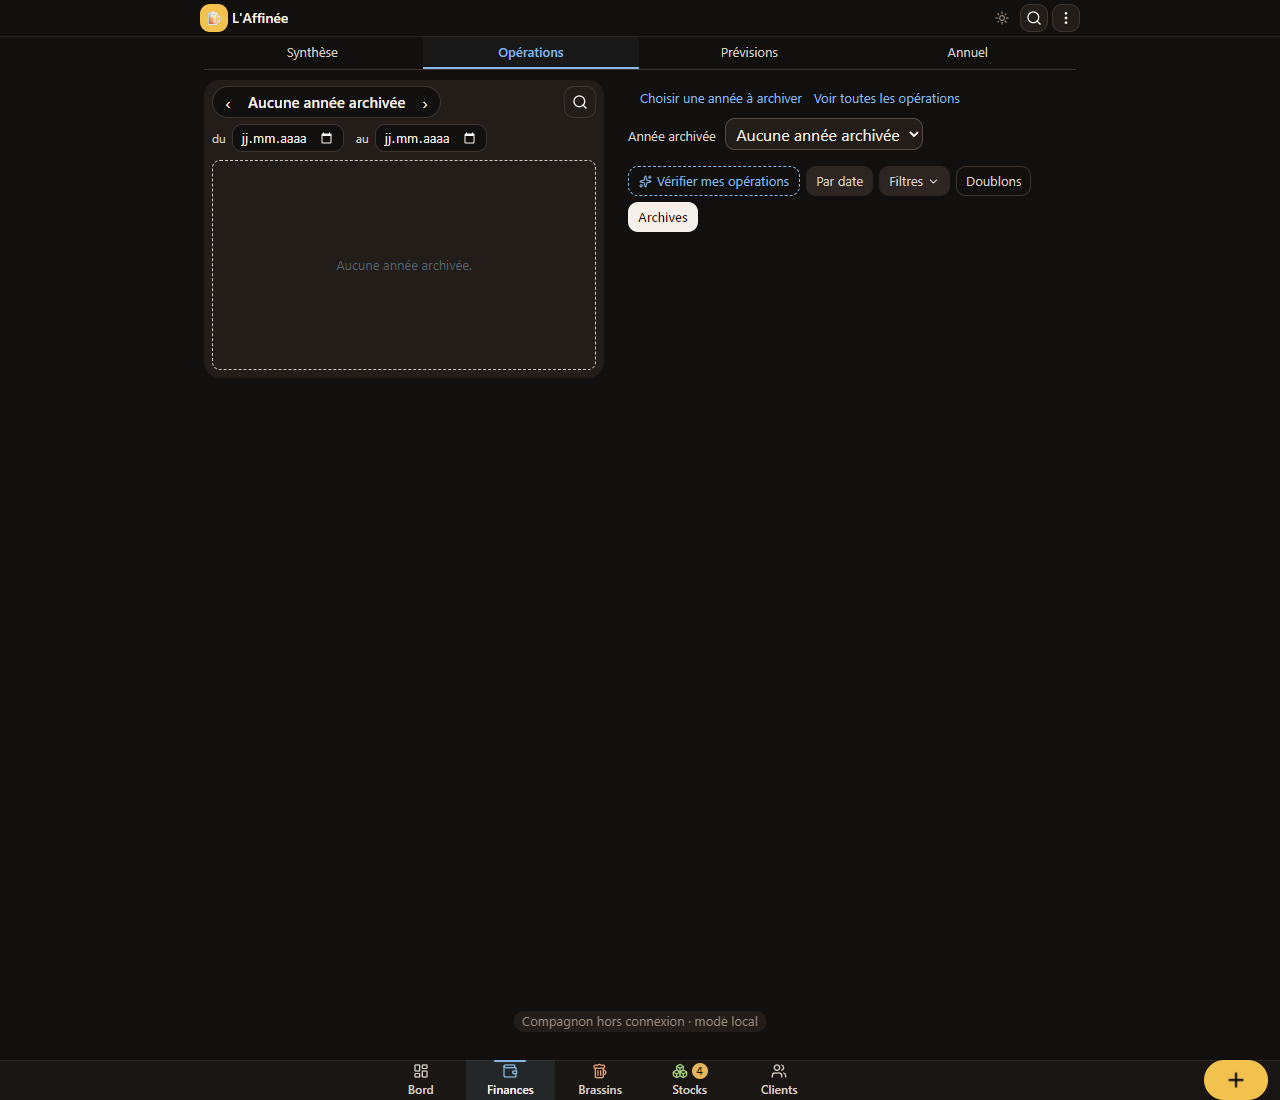 L'Affinée
Synthèse
Opérations
Prévisions
Annuel
‹ Aucune année archivée ›
du jj.mm.aaaa au jj.mm.aaaa
Aucune année archivée.
Choisir une année à archiver Voir toutes les opérations
Année archivée Aucune année archivée
Vérifier mes opérations Par date Filtres Doublons
Archives
Compagnon hors connexion · mode local
Bord
Finances
Brassins
Stocks 4
Clients
+